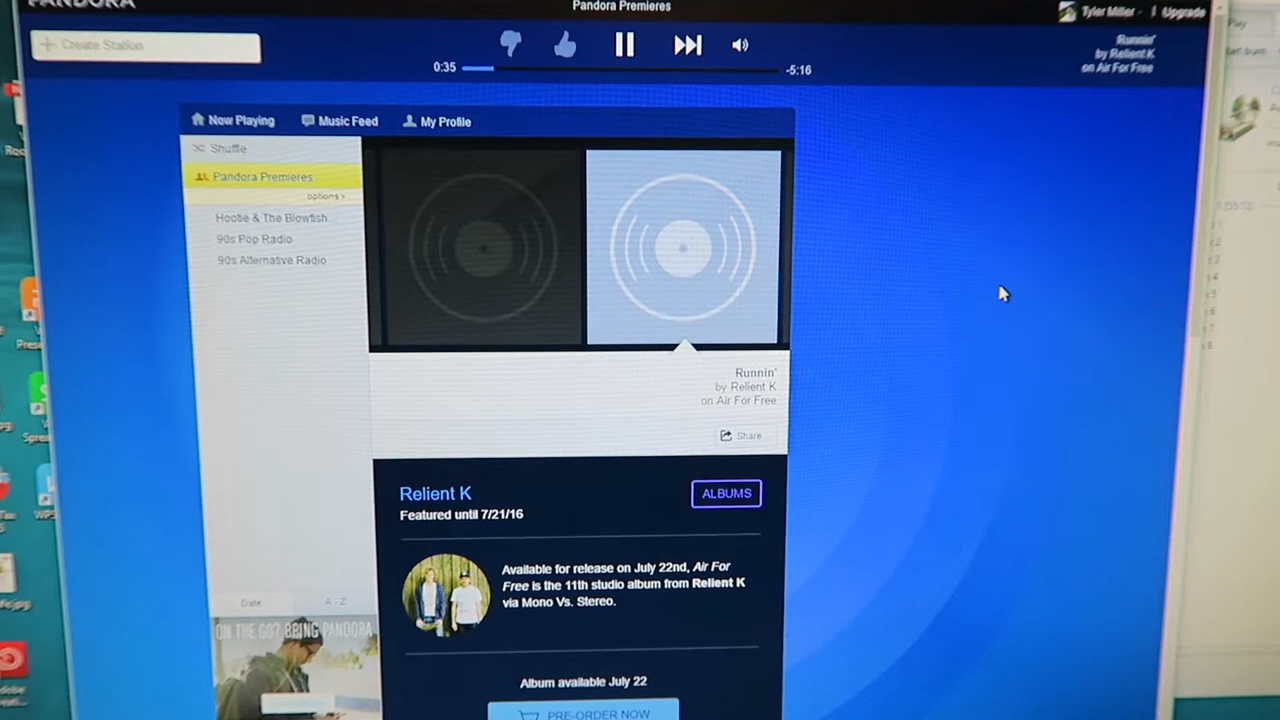 PANDORA
Pandora Premieres
Tyler Miller
Upgrade
Create Station
0:35
-5:16
Runnin'
by Relient K
on Air For Free
Now Playing
Music Feed
My Profile
Shuffle
Pandora Premieres
options
Hootie & The Blowfish
90s Pop Radio
90s Alternative Radio
Runnin'
by Relient K
on Air For Free
Share
Relient K
ALBUMS
Featured until 7/21/16
Available for release on July 22nd, Air For
Free is the 11th studio album from Relient K
via Mono Vs. Stereo.
Date
A - Z
ON THE GO? BRING PANDORA
Album available July 22
PRE-ORDER NOW